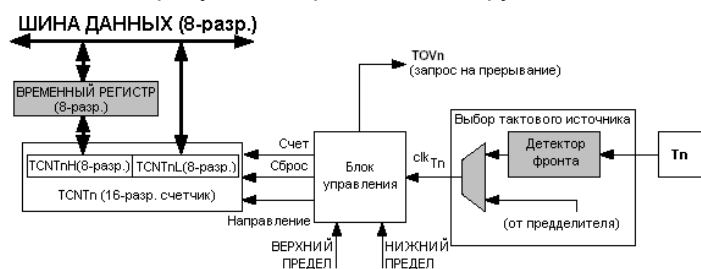 ШИНА ДАННЫХ (8-разр.)
TOVn
(запрос на прерывание)
ВРЕМЕННЫЙ РЕГИСТР
(8-разр.)
Выбор тактового источника
Счет
Сброс
Направление
TCNTnH(8-разр.)
TCNTnL(8-разр.)
TCNTn (16-разр. счетчик)
Блок
управления
clkTn
Детектор
фронта
Tn
(от предделителя)
ВЕРХНИЙ
ПРЕДЕЛ
НИЖНИЙ
ПРЕДЕЛ